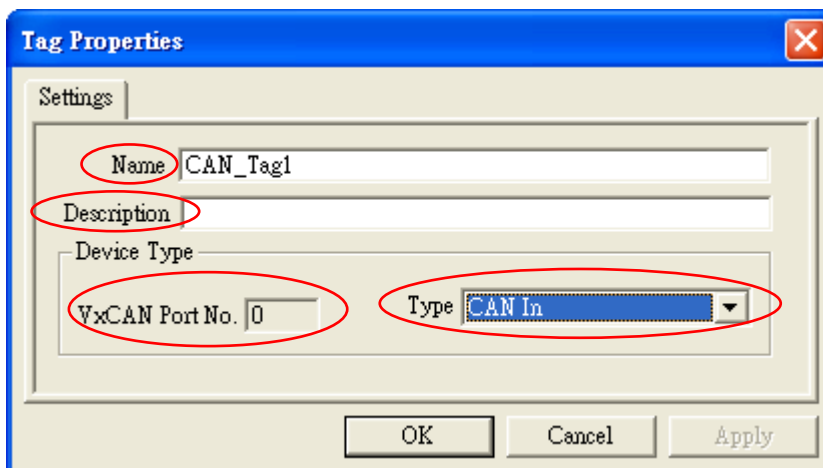 Tag Properties
Settings
Name CAN_Tag1
Description
Device Type
VxCAN Port No. 0 Type CAN In
OK Cancel Apply